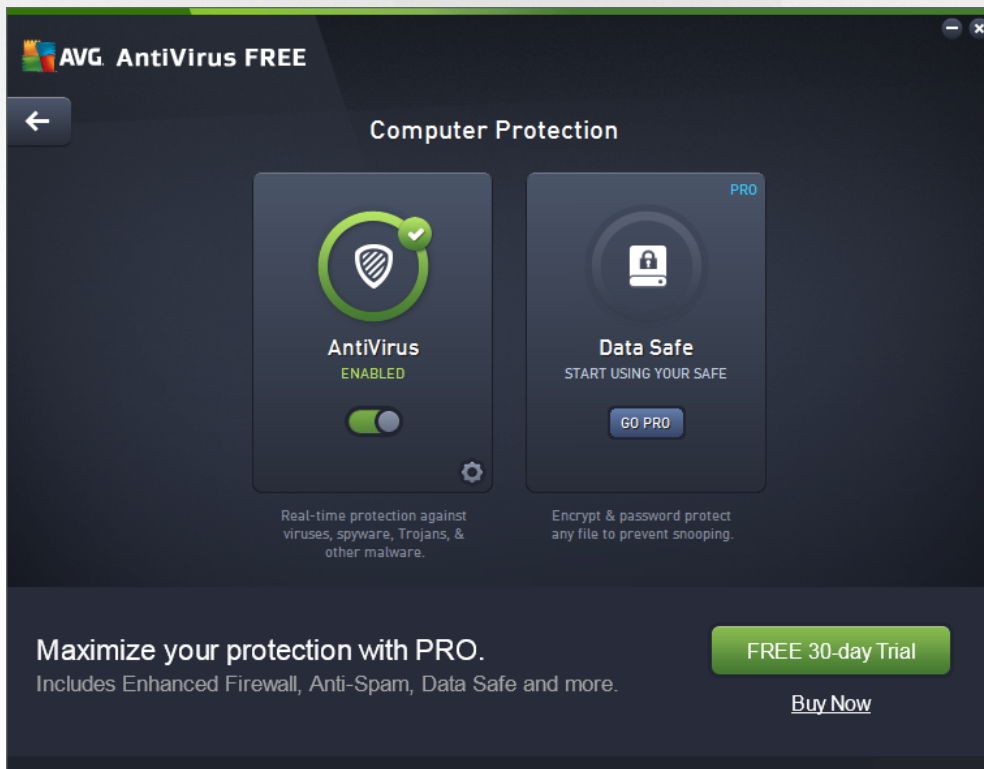 AVG. AntiVirus FREE
Computer Protection
PRO
AntiVirus
ENABLED
Real-time protection against
viruses, spyware, Trojans, &
other malware.
Data Safe
START USING YOUR SAFE
GO PRO
Encrypt & password protect
any file to prevent snooping.
Maximize your protection with PRO.
Includes Enhanced Firewall, Anti-Spam, Data Safe and more.
FREE 30-day Trial
Buy Now